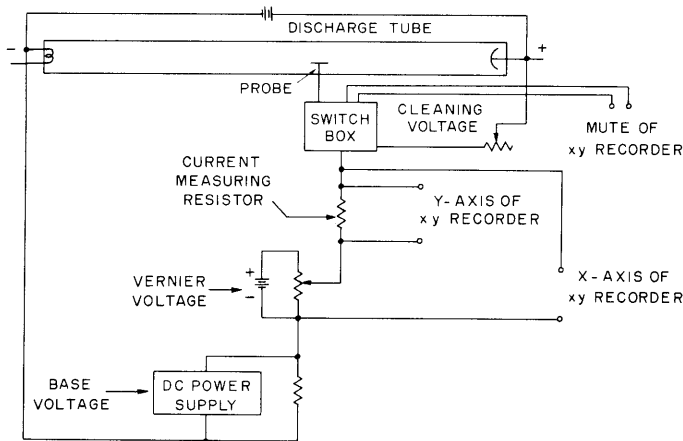 DISCHARGE TUBE
-
+
PROBE
SWITCH
BOX
CLEANING
VOLTAGE
MUTE OF
xy RECORDER
CURRENT
MEASURING
RESISTOR
Y-AXIS OF
xy RECORDER
VERNIER
VOLTAGE
+
-
X-AXIS OF
xy RECORDER
BASE
VOLTAGE
DC POWER
SUPPLY